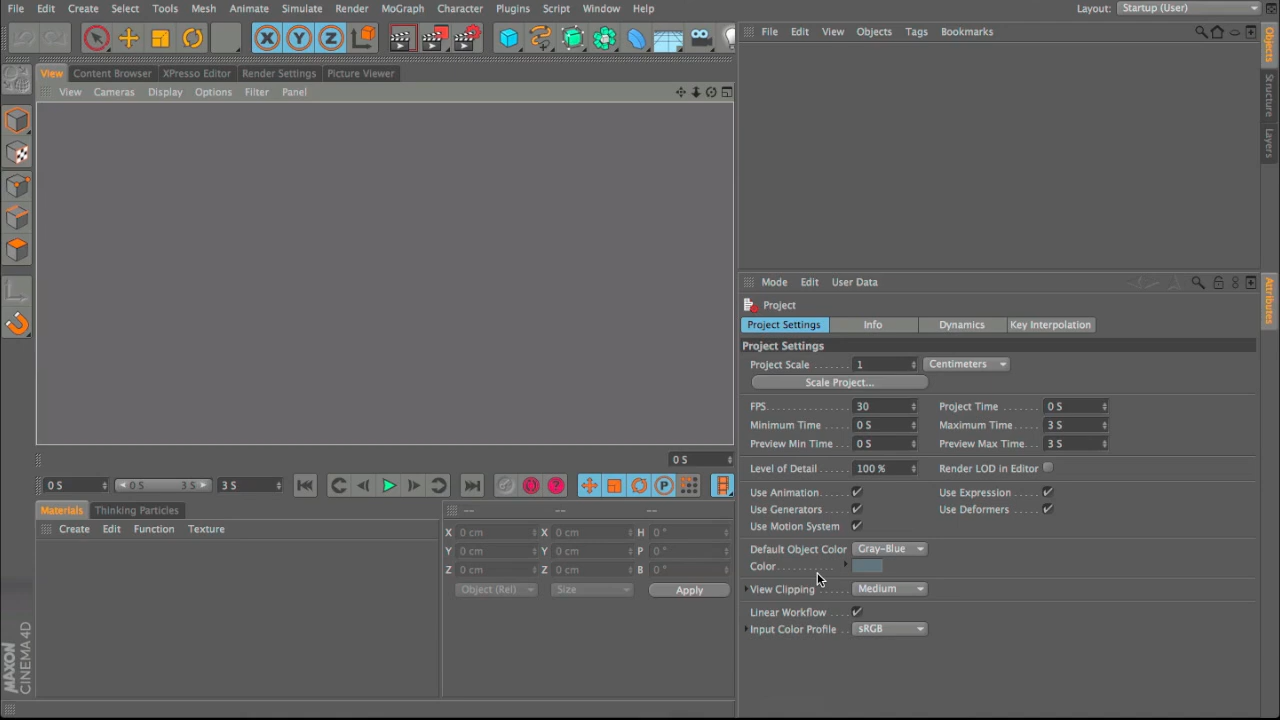 File Edit Create Select Tools Mesh Animate Simulate Render MoGraph Character Plugins Script Window Help Layout: Startup (User)
X Y Z
File Edit View Objects Tags Bookmarks
View Content Browser XPresso Editor Render Settings Picture Viewer
View Cameras Display Options Filter Panel
Objects
Structure
Layers
Mode Edit User Data
Attributes
Project
Project Settings Info Dynamics Key Interpolation
Project Settings
Project Scale 1 Centimeters
Scale Project...
FPS 30 Project Time 0 S
Minimum Time 0 S Maximum Time 3 S
Preview Min Time 0 S Preview Max Time 3 S
Level of Detail 100 % Render LOD in Editor
Use Animation Use Expression
Use Generators Use Deformers
Use Motion System
Default Object Color Gray-Blue
Color
View Clipping Medium
Linear Workflow
Input Color Profile sRGB
0 S
0 S 0 S 3 S 3 S ? P
Materials Thinking Particles
Create Edit Function Texture
-- -- --
X 0 cm X 0 cm H 0 °
Y 0 cm Y 0 cm P 0 °
Z 0 cm Z 0 cm B 0 °
Object (Rel) Size Apply
MAXON
CINEMA 4D